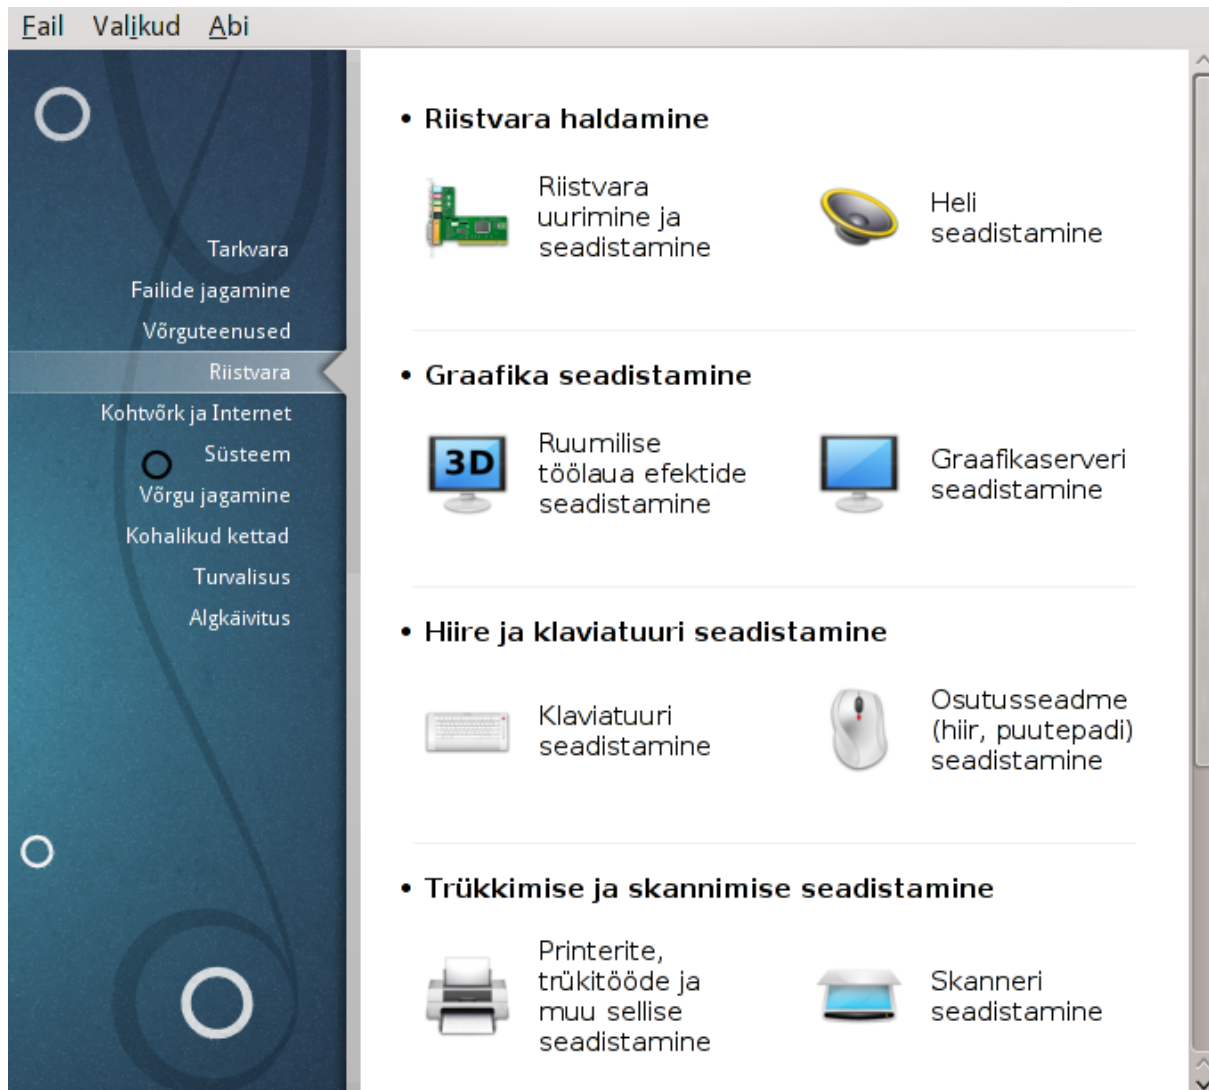 Fail Valikud Abi
Tarkvara
Failide jagamine
Võrguteenused
Riistvara
Kohtvõrk ja Internet
Süsteem
Võrgu jagamine
Kohalikud kettad
Turvalisus
Algkäivitus
• Riistvara haldamine
Riistvara
uurimine ja
seadistamine
Heli
seadistamine
• Graafika seadistamine
3D
Ruumilise
töölaua efektide
seadistamine
Graafikaserveri
seadistamine
• Hiire ja klaviatuuri seadistamine
Klaviatuuri
seadistamine
Osutusseadme
(hiir, puutepadi)
seadistamine
• Trükkimise ja skannimise seadistamine
Printerite,
trükitööde ja
muu sellise
seadistamine
Skanneri
seadistamine